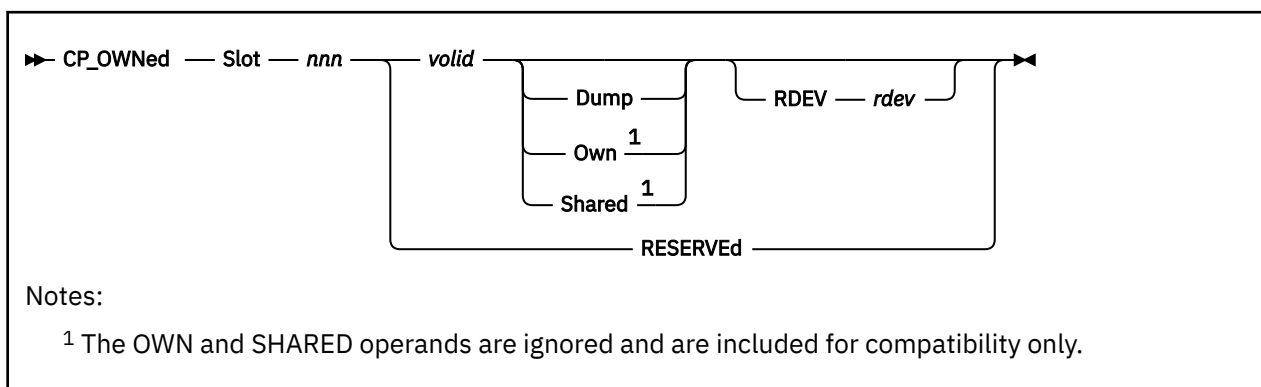 CP_OWNed Slot nnn volid
Dump
Own 1
Shared 1
RDEV rdev
RESERVEd
Notes:
1 The OWN and SHARED operands are ignored and are included for compatibility only.